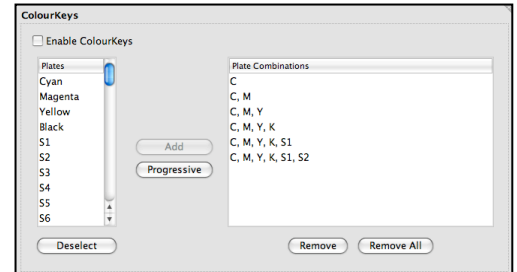 ColourKeys
Enable ColourKeys
Plates
Cyan
Magenta
Yellow
Black
S1
S2
S3
S4
S5
S6
Deselect
Add
Progressive
Plate Combinations
C
C, M
C, M, Y
C, M, Y, K
C, M, Y, K, S1
C, M, Y, K, S1, S2
Remove
Remove All